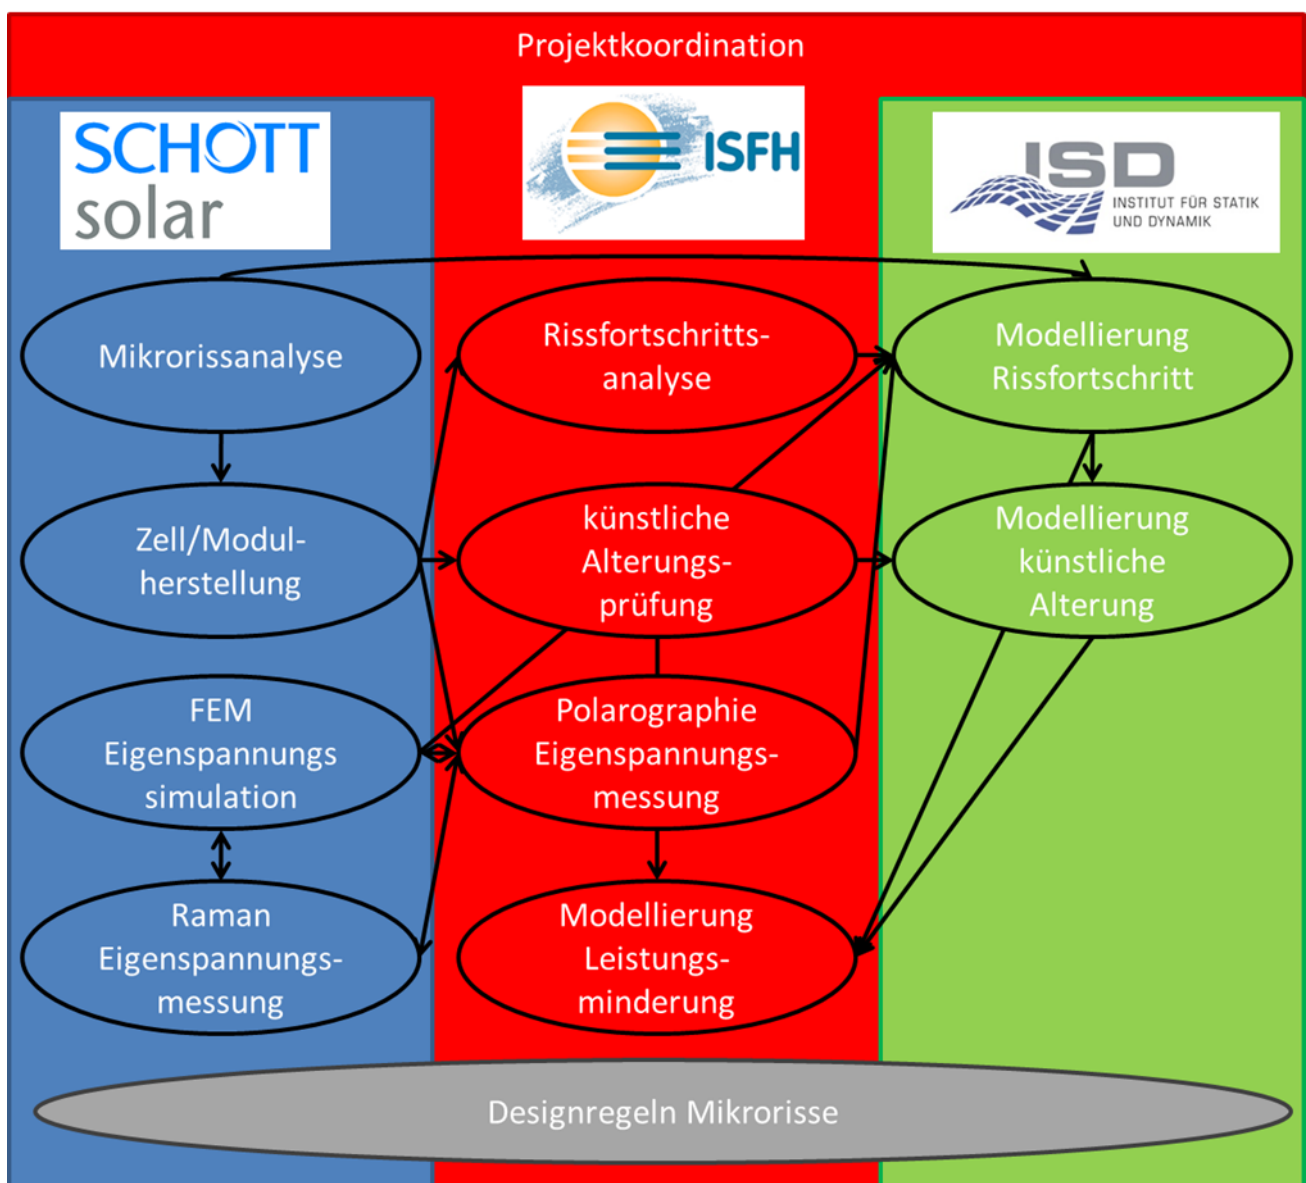 Projektkoordination
SCHOTT
solar
ISFH
ISD
INSTITUT FÜR STATIK
UND DYNAMIK
Mikrorissanalyse
Rissfortschritts-
analyse
Modellierung
Rissfortschritt
Zell/Modul-
herstellung
künstliche
Alterungs-
prüfung
Modellierung
künstliche
Alterung
FEM
Eigenspannungs
simulation
Polarographie
Eigenspannungs-
messung
Raman
Eigenspannungs-
messung
Modellierung
Leistungs-
minderung
Designregeln Mikrorisse